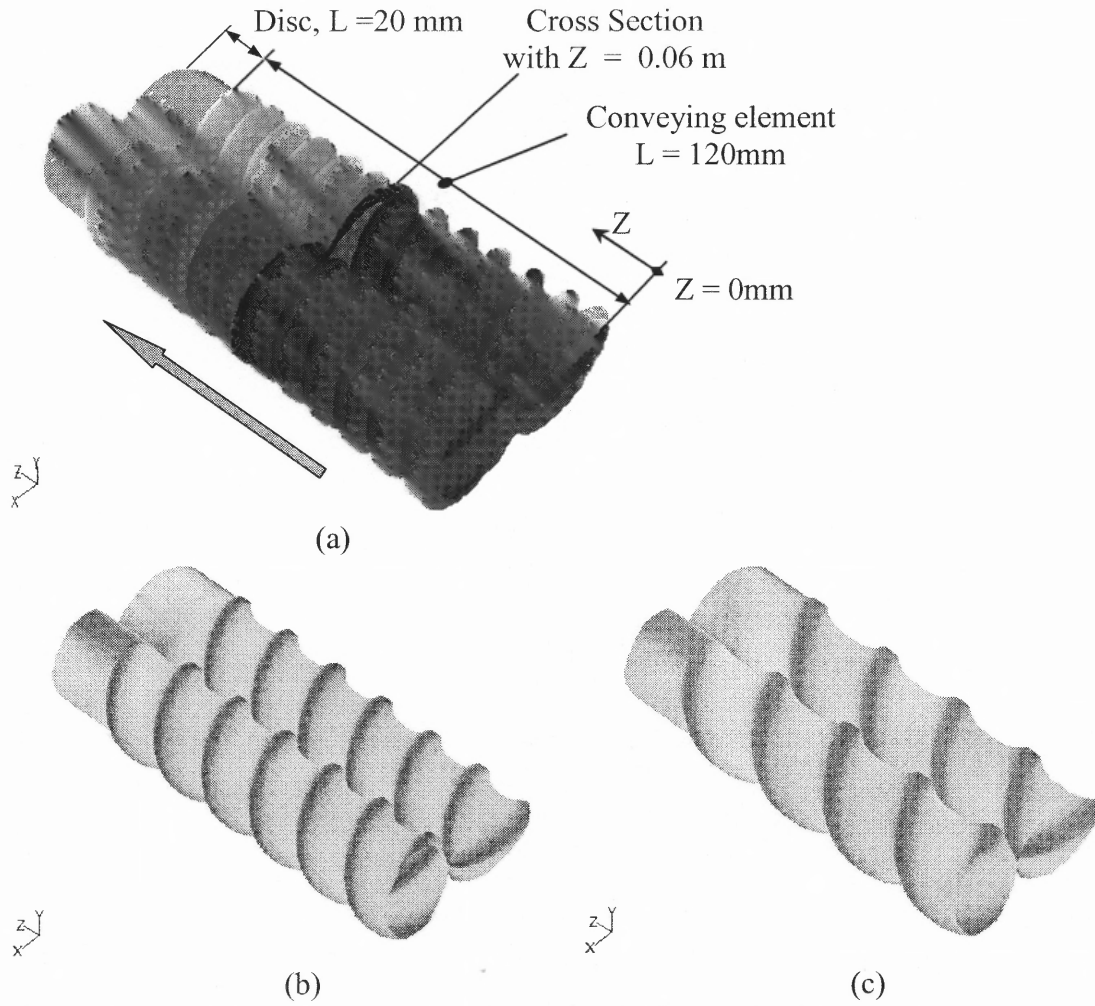 Disc, L =20 mm
Cross Section
with Z = 0.06 m
Conveying element
L = 120mm
Z
Z = 0mm
Y
Z
X
(a)
Y
Z
X
(b)
Y
Z
X
(c)